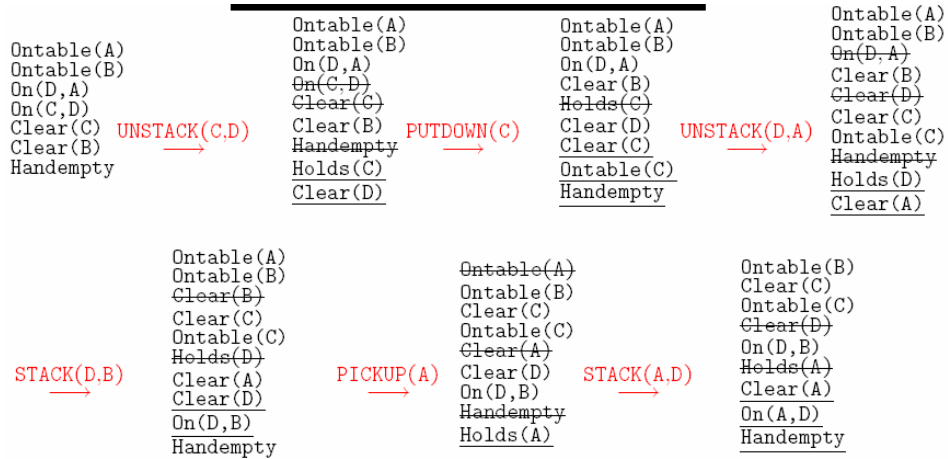 Ontable(A)
Ontable(B)
On(D,A)
On(C,D)
Clear(C)
Clear(B)
Handempty
UNSTACK(C,D)
Ontable(A)
Ontable(B)
On(D,A)
On(C,D)
Clear(C)
Clear(B)
Handempty
Holds(C)
Clear(D)
PUTDOWN(C)
Ontable(A)
Ontable(B)
On(D,A)
Clear(B)
Holds(C)
Clear(D)
Clear(C)
Ontable(C)
Handempty
UNSTACK(D,A)
Ontable(A)
Ontable(B)
On(D,A)
Clear(B)
Clear(D)
Clear(C)
Ontable(C)
Handempty
Holds(D)
Clear(A)
STACK(D,B)
Ontable(A)
Ontable(B)
Clear(B)
Clear(C)
Ontable(C)
Holds(D)
Clear(A)
Clear(D)
On(D,B)
Handempty
PICKUP(A)
Ontable(A)
Ontable(B)
Clear(C)
Ontable(C)
Clear(A)
Clear(D)
On(D,B)
Handempty
Holds(A)
STACK(A,D)
Ontable(B)
Clear(C)
Ontable(C)
Clear(D)
On(D,B)
Holds(A)
Clear(A)
On(A,D)
Handempty